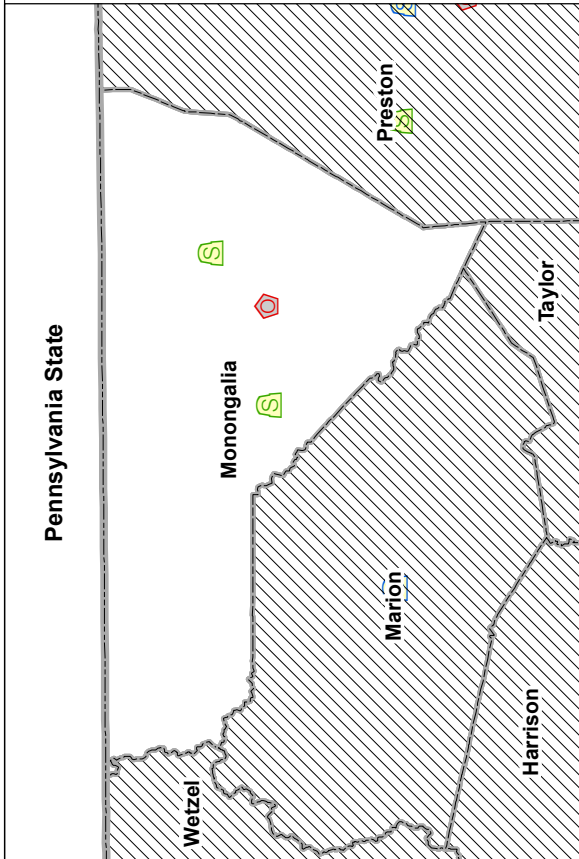 Pennsylvania State
Monongalia
Preston
Wetzel
Marion
Taylor
Harrison
S
S
S